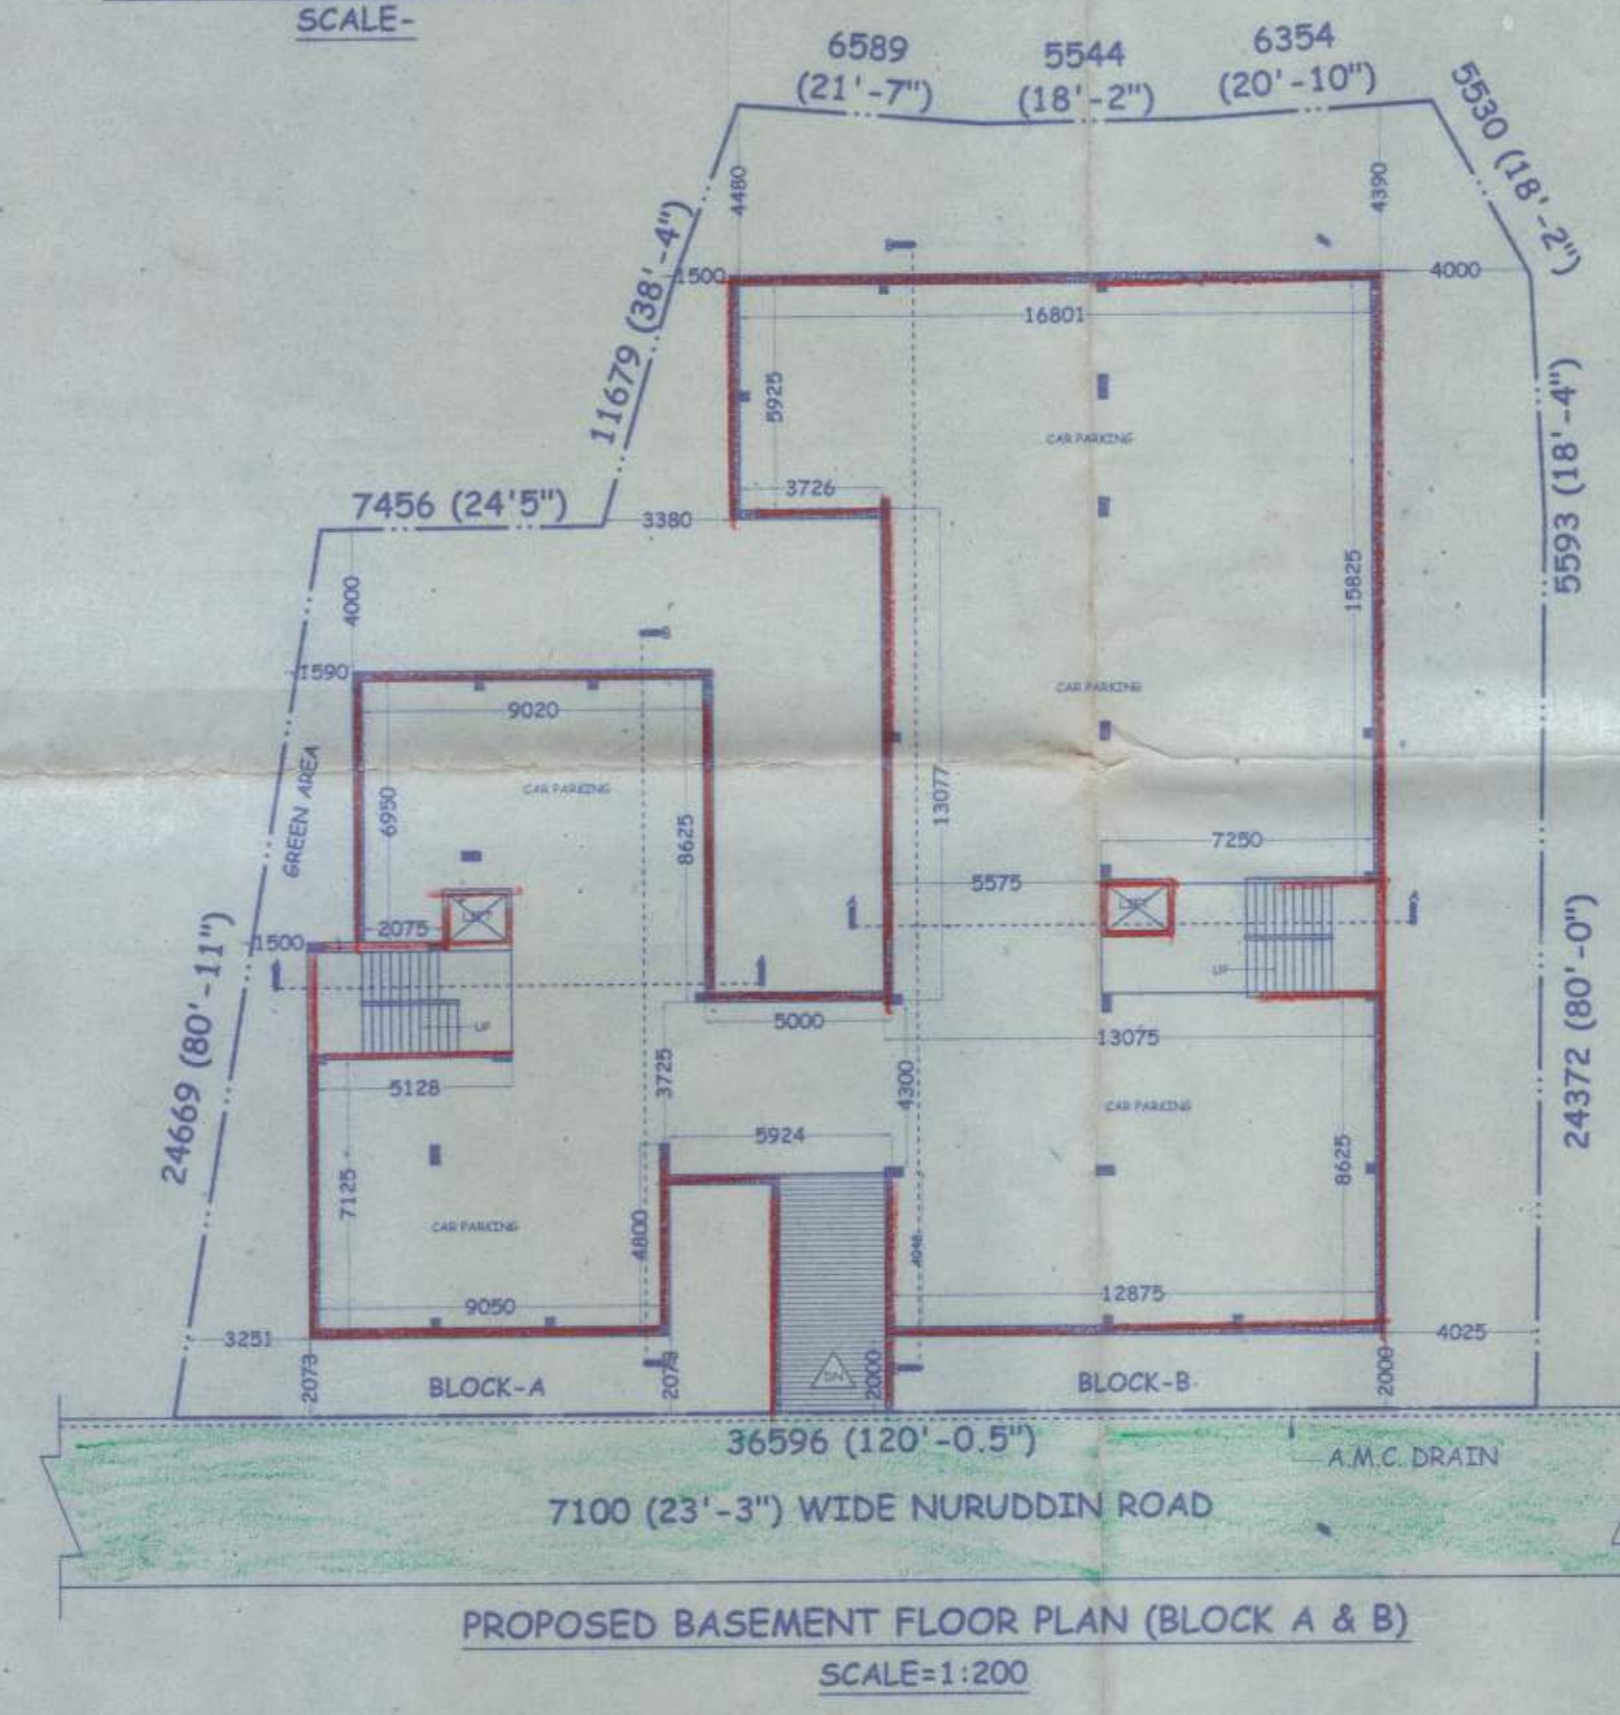 SCALE-
6589
(21'-7")
5544
(18'-2")
6354
(20'-10")
5530 (18'-2")
4480
4390
11679 (38'-4")
1500
4000
16801
5925
CAR PARKING
5593 (18'-4")
3726
7456 (24'5")
3380
4000
15825
1590
CAR PARKING
9020
GREEN AREA
6950
CAR PARKING
8625
13077
7250
5575
LIFT
2075
LIFT
1500
24669 (80'-11")
UP
UP
24372 (80'-0")
5000
13075
3725
4300
5128
CAR PARKING
5924
7125
8625
CAR PARKING
4800
12875
9050
3251
4025
2073
BLOCK-A
2073
DN
2000
BLOCK-B
2000
36596 (120'-0.5")
A.M.C. DRAIN
7100 (23'-3") WIDE NURUDDIN ROAD
PROPOSED BASEMENT FLOOR PLAN (BLOCK A & B)
SCALE=1:200